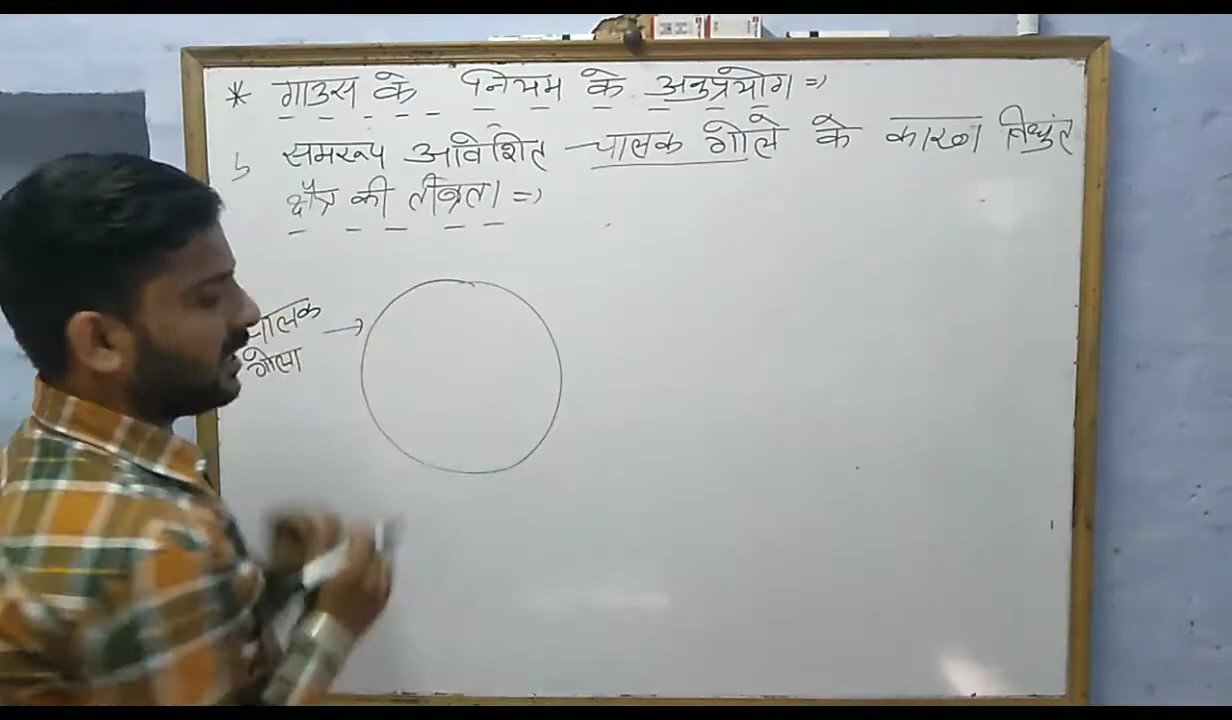 * गाउस के नियम के अनुप्रयोग =>
समरूप आवेशित चालक गोले के कारण विधुत
क्षेत्र की तीव्रता =>
चालक →
गोला